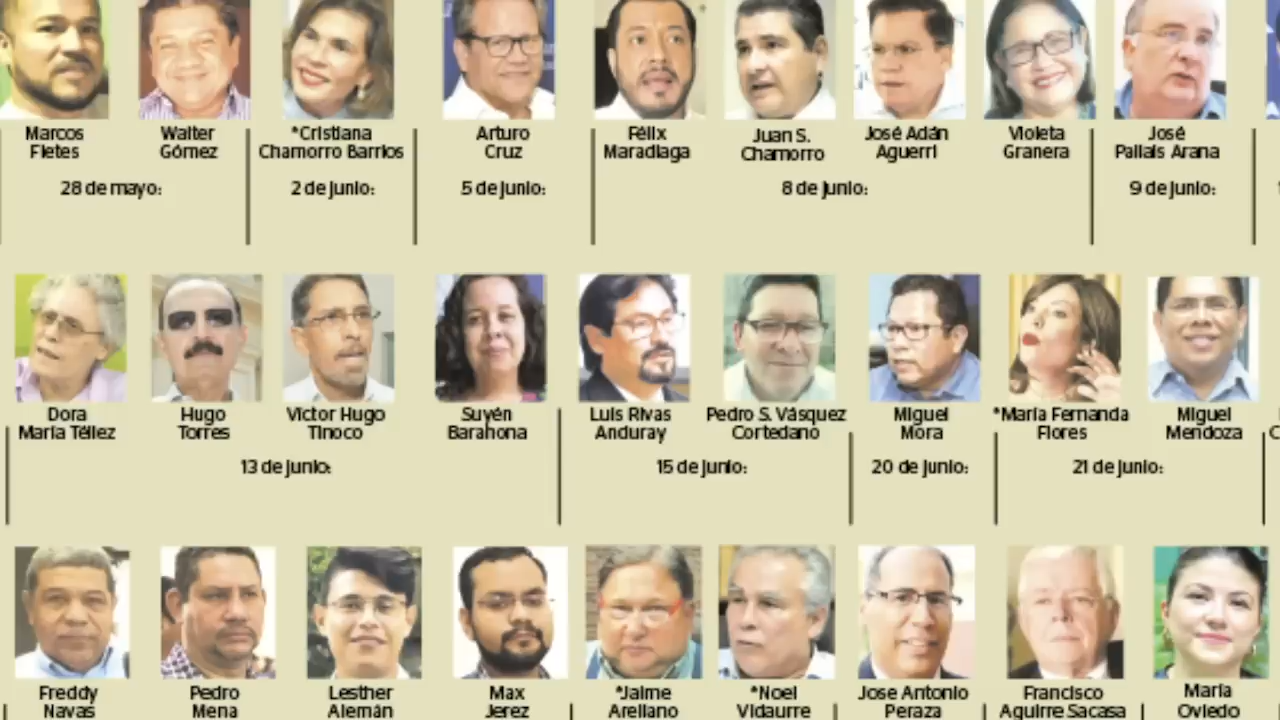 Marcos
Fletes
Walter
Gómez
*Cristiana
Chamorro Barrios
Arturo
Cruz
Félix
Maradiaga
Juan S.
Chamorro
José Adán
Aguerri
Violeta
Granera
José
Pallais Arana
28 de mayo:
2 de junio:
5 de junio:
8 de junio:
9 de junio:
Dora
María Téllez
Hugo
Torres
Víctor Hugo
Tinoco
Suyén
Barahona
Luis Rivas
Anduray
Pedro S. Vásquez
Cortedano
Miguel
Mora
*María Fernanda
Flores
Miguel
Mendoza
13 de junio:
15 de junio:
20 de junio:
21 de junio:
Freddy
Navas
Pedro
Mena
Lesther
Alemán
Max
Jerez
*Jaime
Arellano
*Noel
Vidaurre
Jose Antonio
Peraza
Francisco
Aguirre Sacasa
María
Oviedo